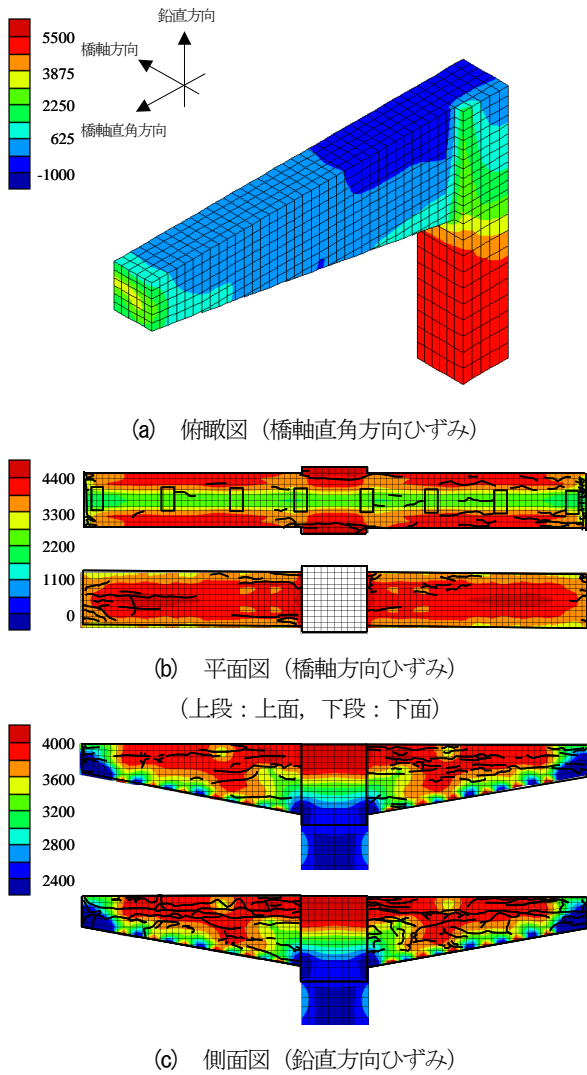 5500
3875
2250
625
-1000
鉛直方向
橋軸方向
橋軸直角方向
(a) 俯瞰図（橋軸直角方向ひずみ）
4400
3300
2200
1100
0
(b) 平面図（橋軸方向ひずみ）
（上段：上面，下段：下面）
4000
3600
3200
2800
2400
(c) 側面図（鉛直方向ひずみ）